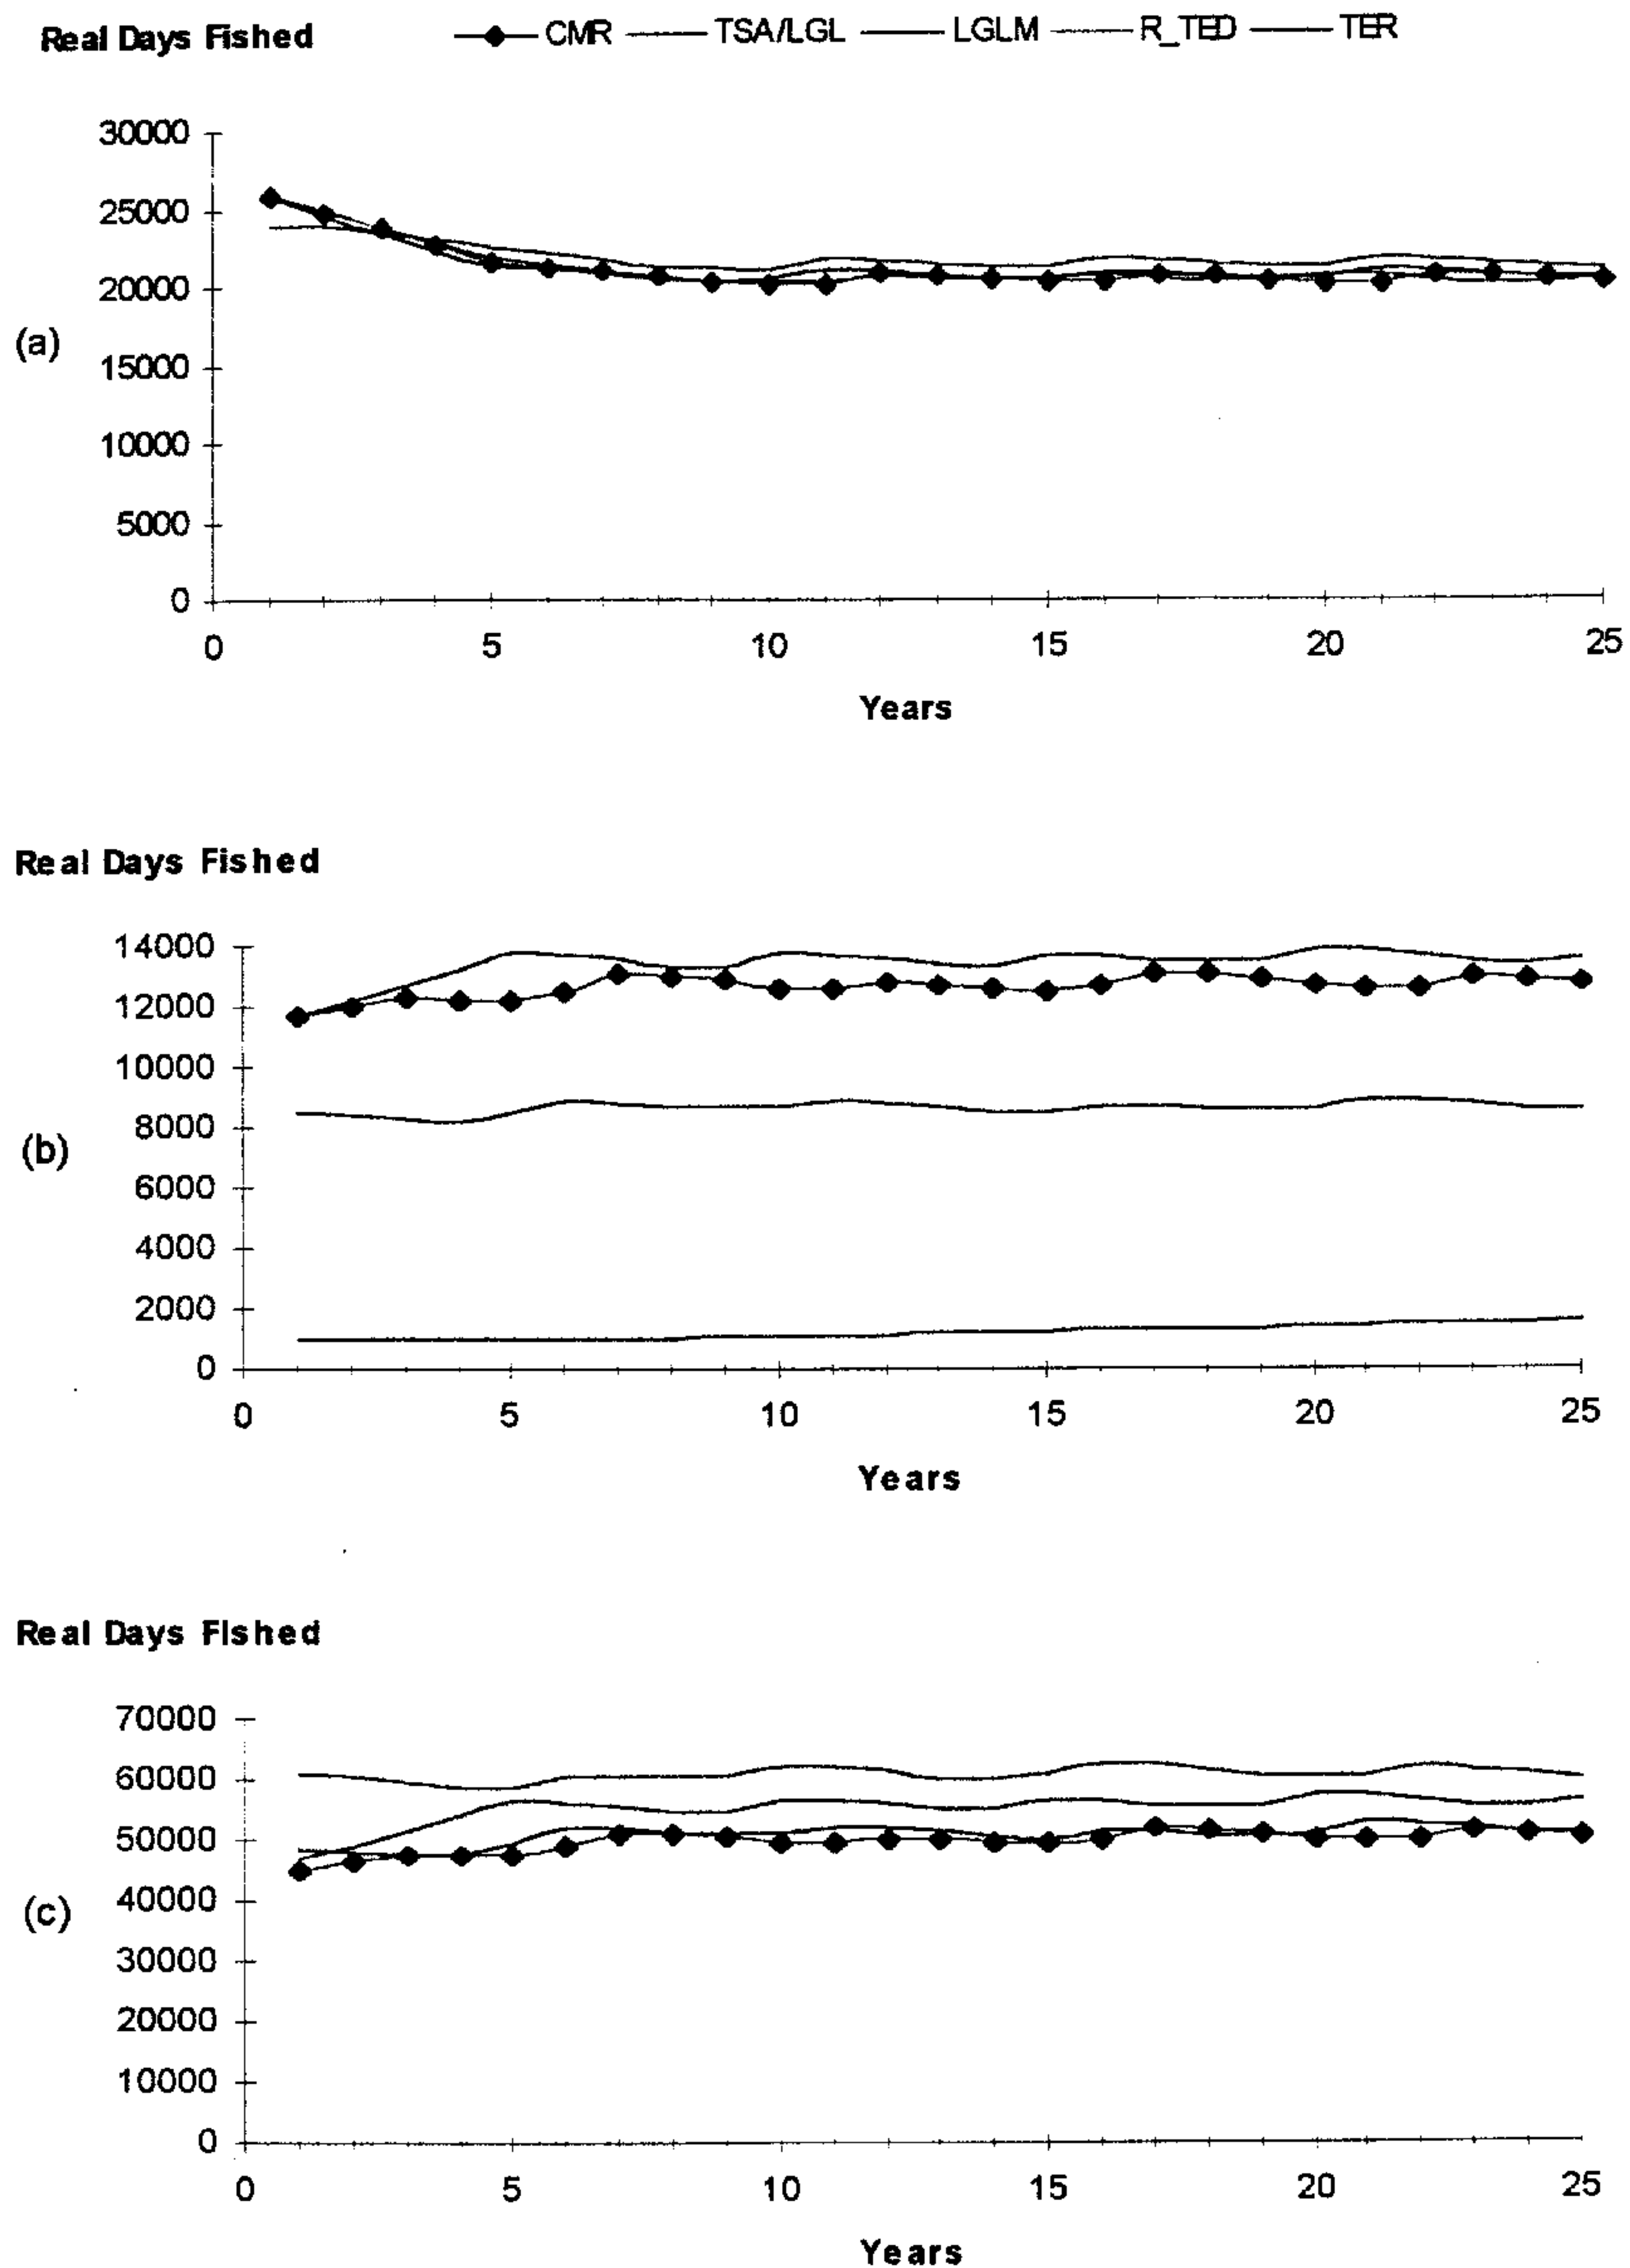 Real Days Fished CMR TSA/LGL LGLM R_TED TER
30000
25000
20000
(a)
15000
10000
5000
0
0 5 10 15 20 25
Years
Real Days Fished
14000
12000
10000
8000
(b)
6000
4000
2000
0
0 5 10 15 20 25
Years
Real Days Fished
70000
60000
50000
40000
(c)
30000
20000
10000
0
0 5 10 15 20 25
Years